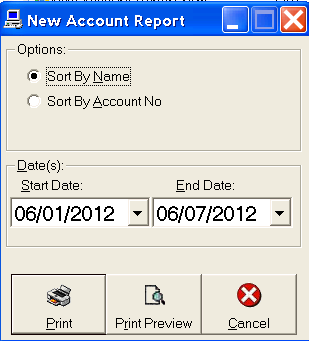 New Account Report
Options:
Sort By Name
Sort By Account No
Date(s):
Start Date: End Date:
06/01/2012 06/07/2012
Print Print Preview Cancel